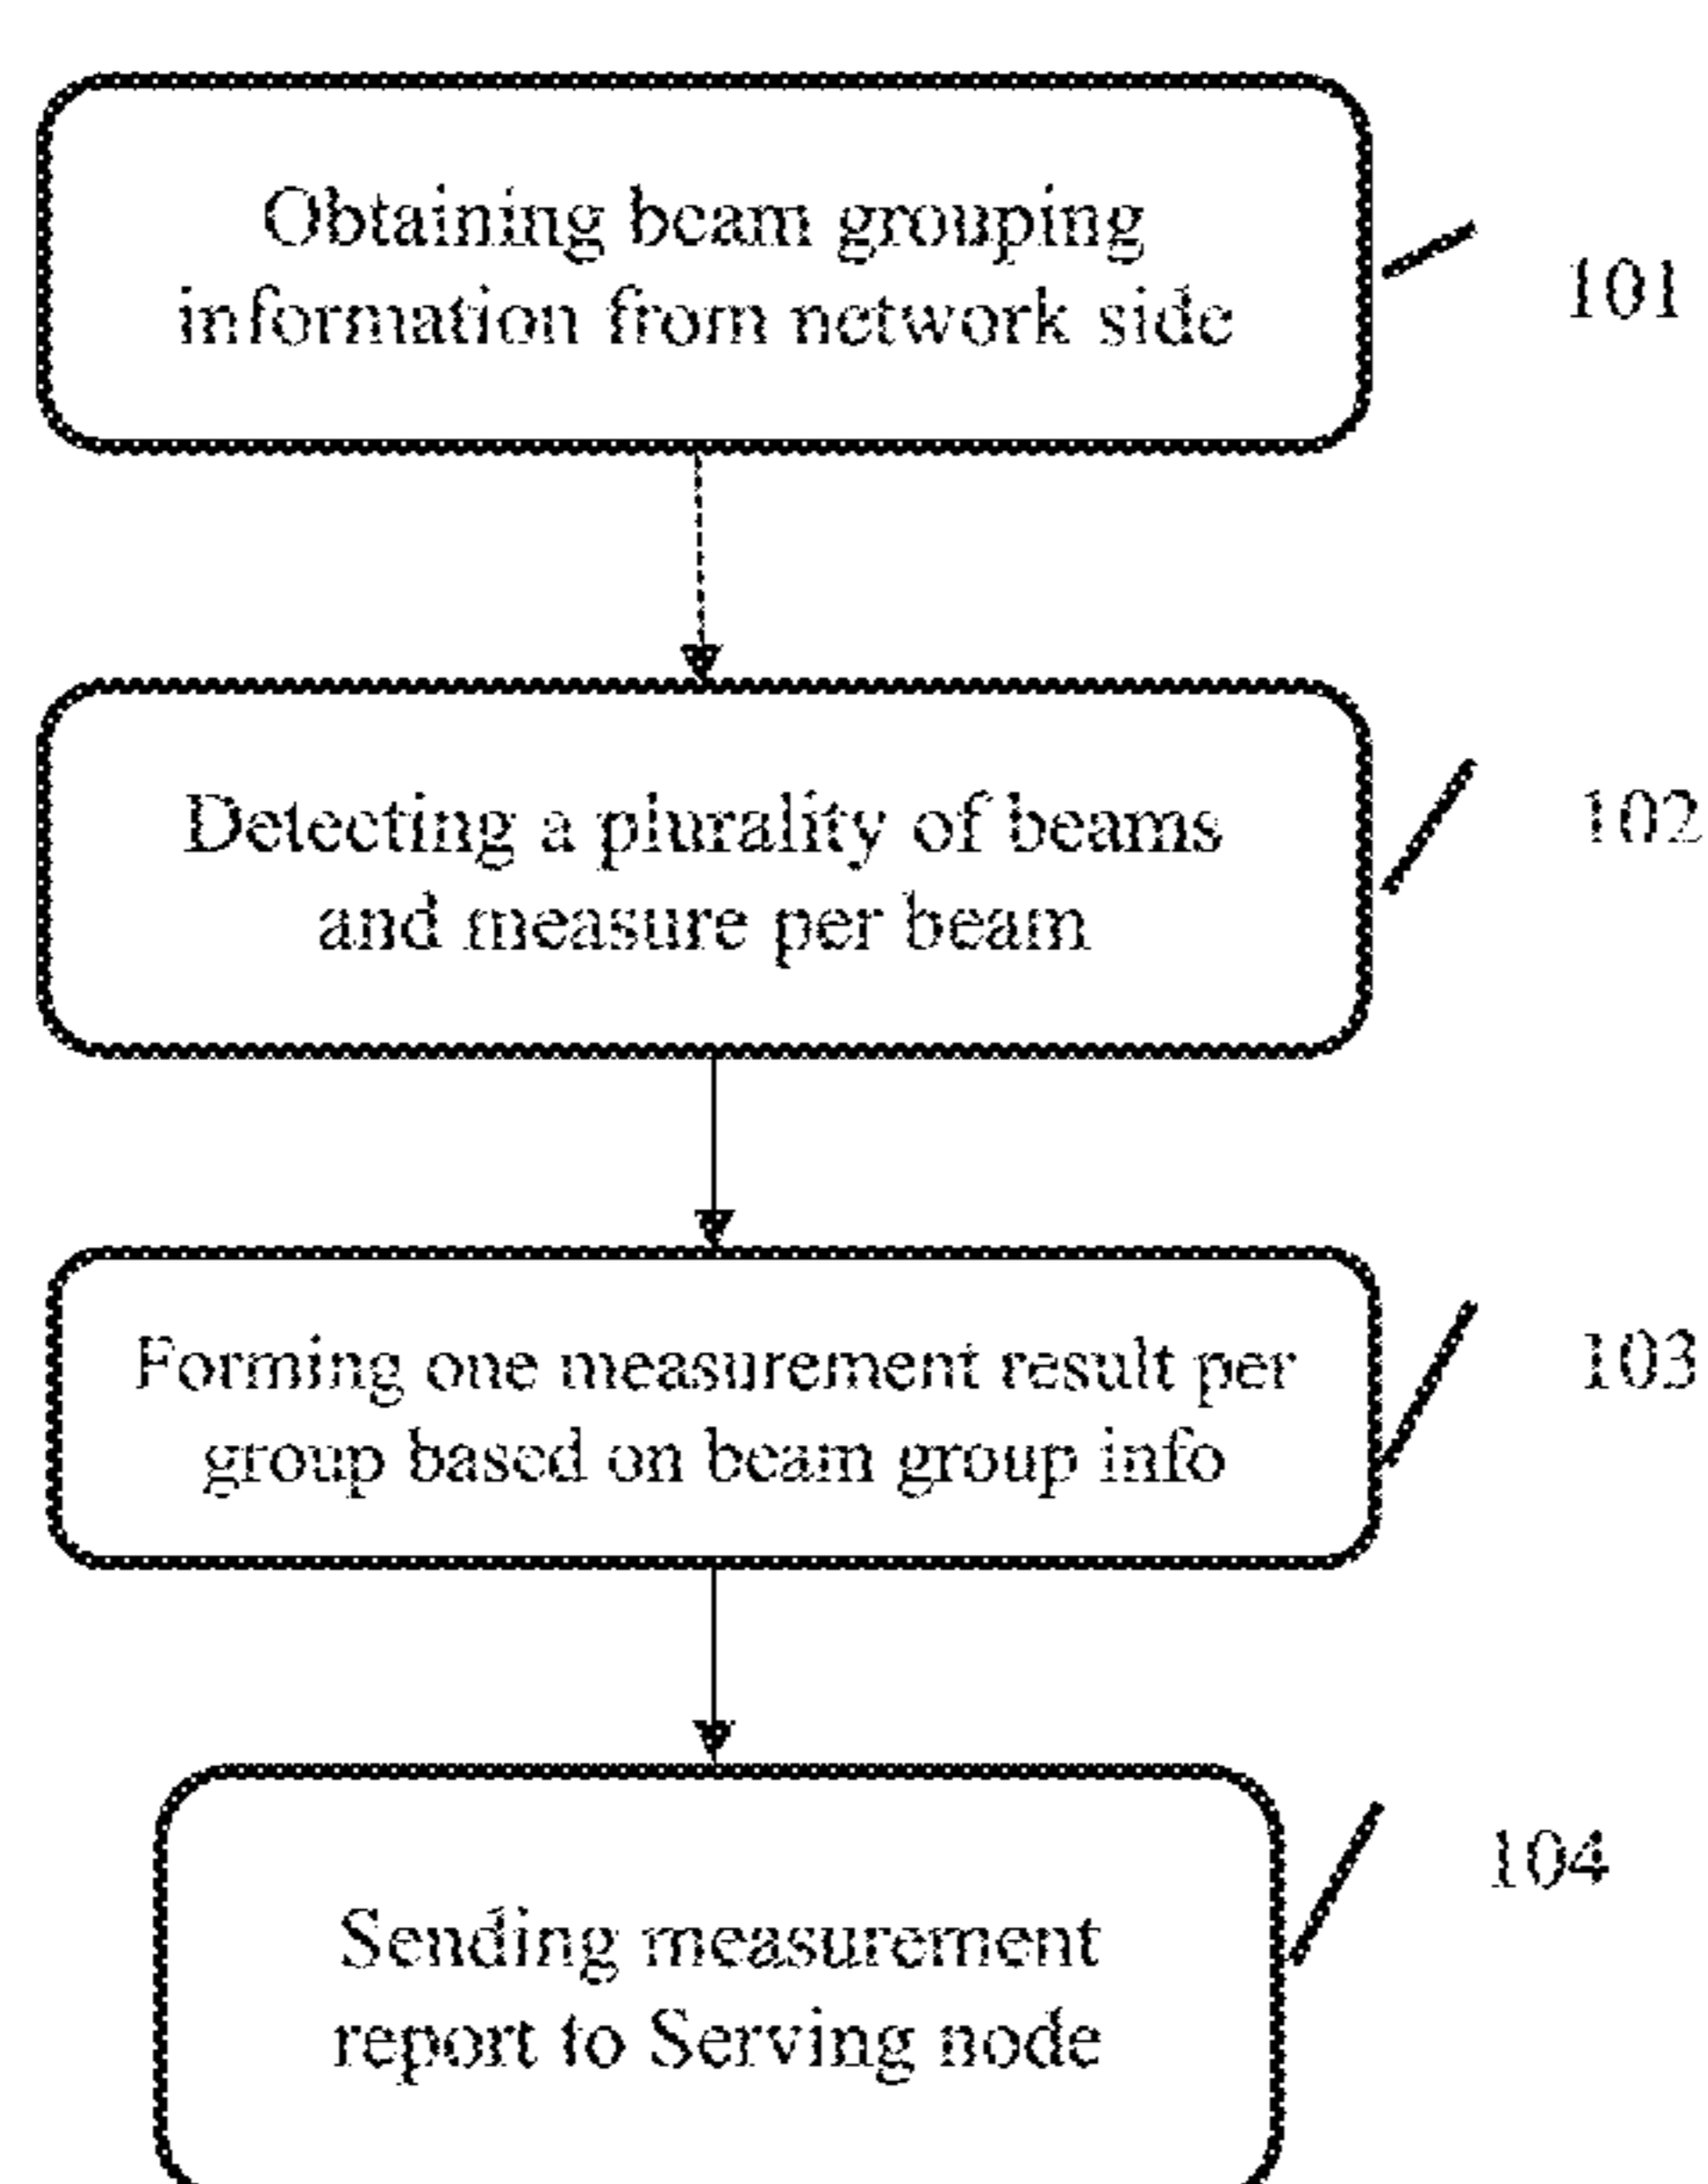 Obtaining beam grouping
information from network side
101
Detecting a plurality of beams
and measure per beam
102
Forming one measurement result per
group based on beam group info
103
Sending measurement
report to Serving node
104